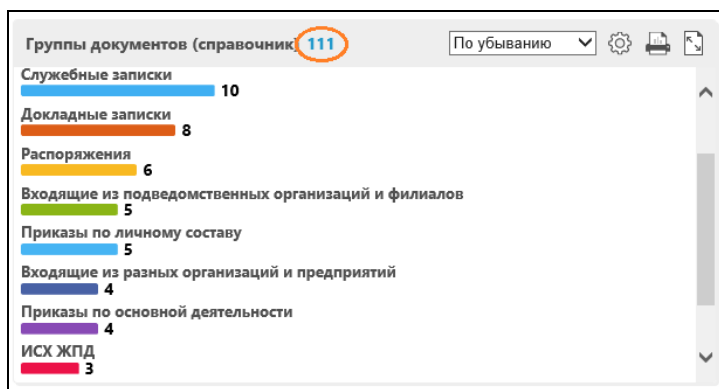 Группы документов (справочник) 111 По убыванию
Служебные записки
10
Докладные записки
8
Распоряжения
6
Входящие из подведомственных организаций и филиалов
5
Приказы по личному составу
5
Входящие из разных организаций и предприятий
4
Приказы по основной деятельности
4
ИСХ ЖПД
3